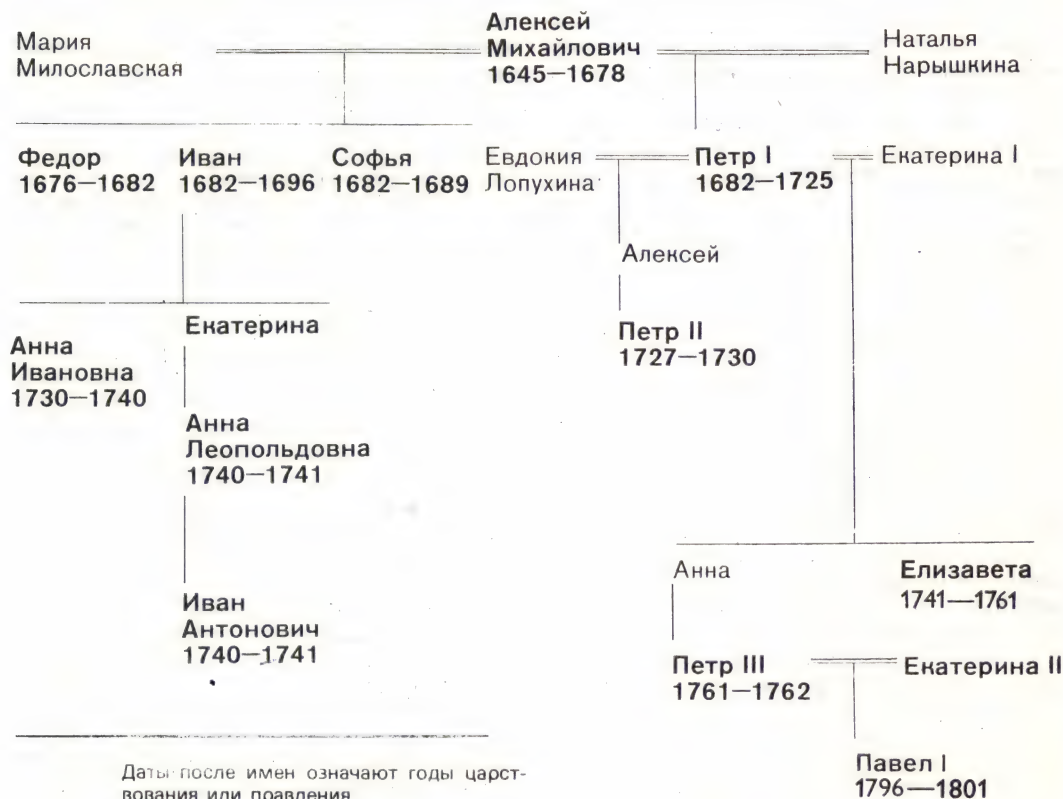 Мария
Милославская
Алексей
Михайлович
1645—1678
Наталья
Нарышкина
Федор
1676—1682
Иван
1682—1696
Софья
1682—1689
Евдокия
Лопухина
Петр I
1682—1725
Екатерина I
Алексей
Петр II
1727—1730
Анна
Ивановна
1730—1740
Екатерина
Анна
Леопольдовна
1740—1741
Иван
Антонович
1740—1741
Анна
Елизавета
1741—1761
Петр III
1761—1762
Екатерина II
Павел I
1796—1801
Даты после имен означают годы царст-
вования или правления